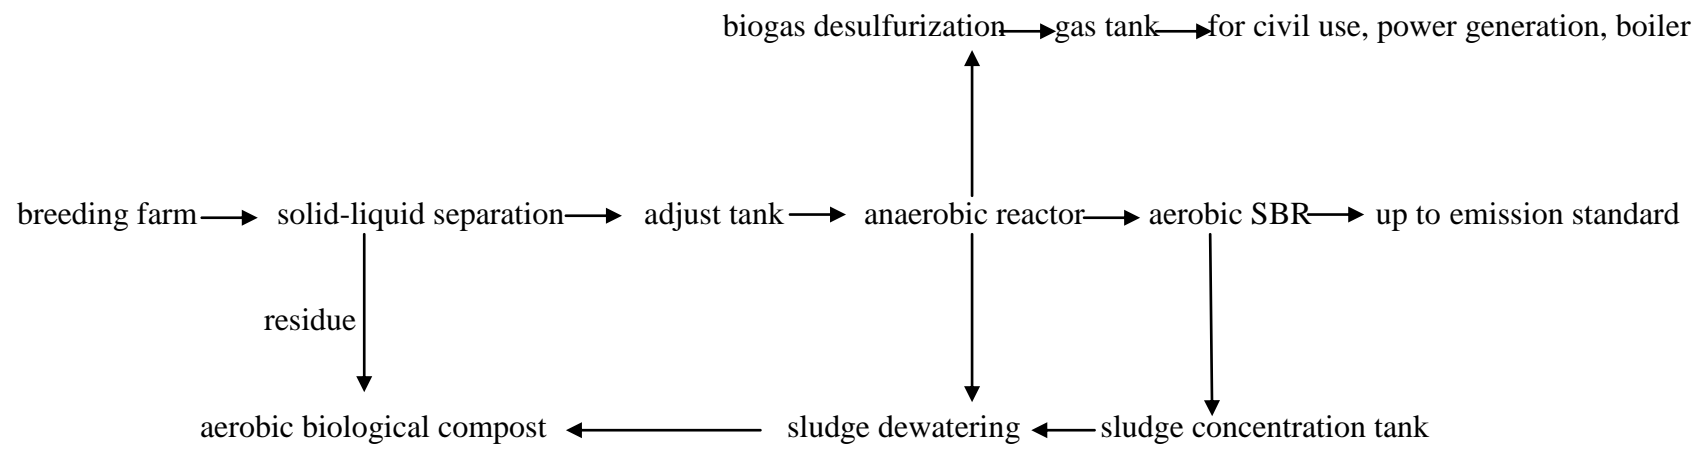 biogas desulfurization gas tank for civil use, power generation, boiler
breeding farm solid-liquid separation adjust tank anaerobic reactor aerobic SBR up to emission standard
residue
aerobic biological compost sludge dewatering sludge concentration tank